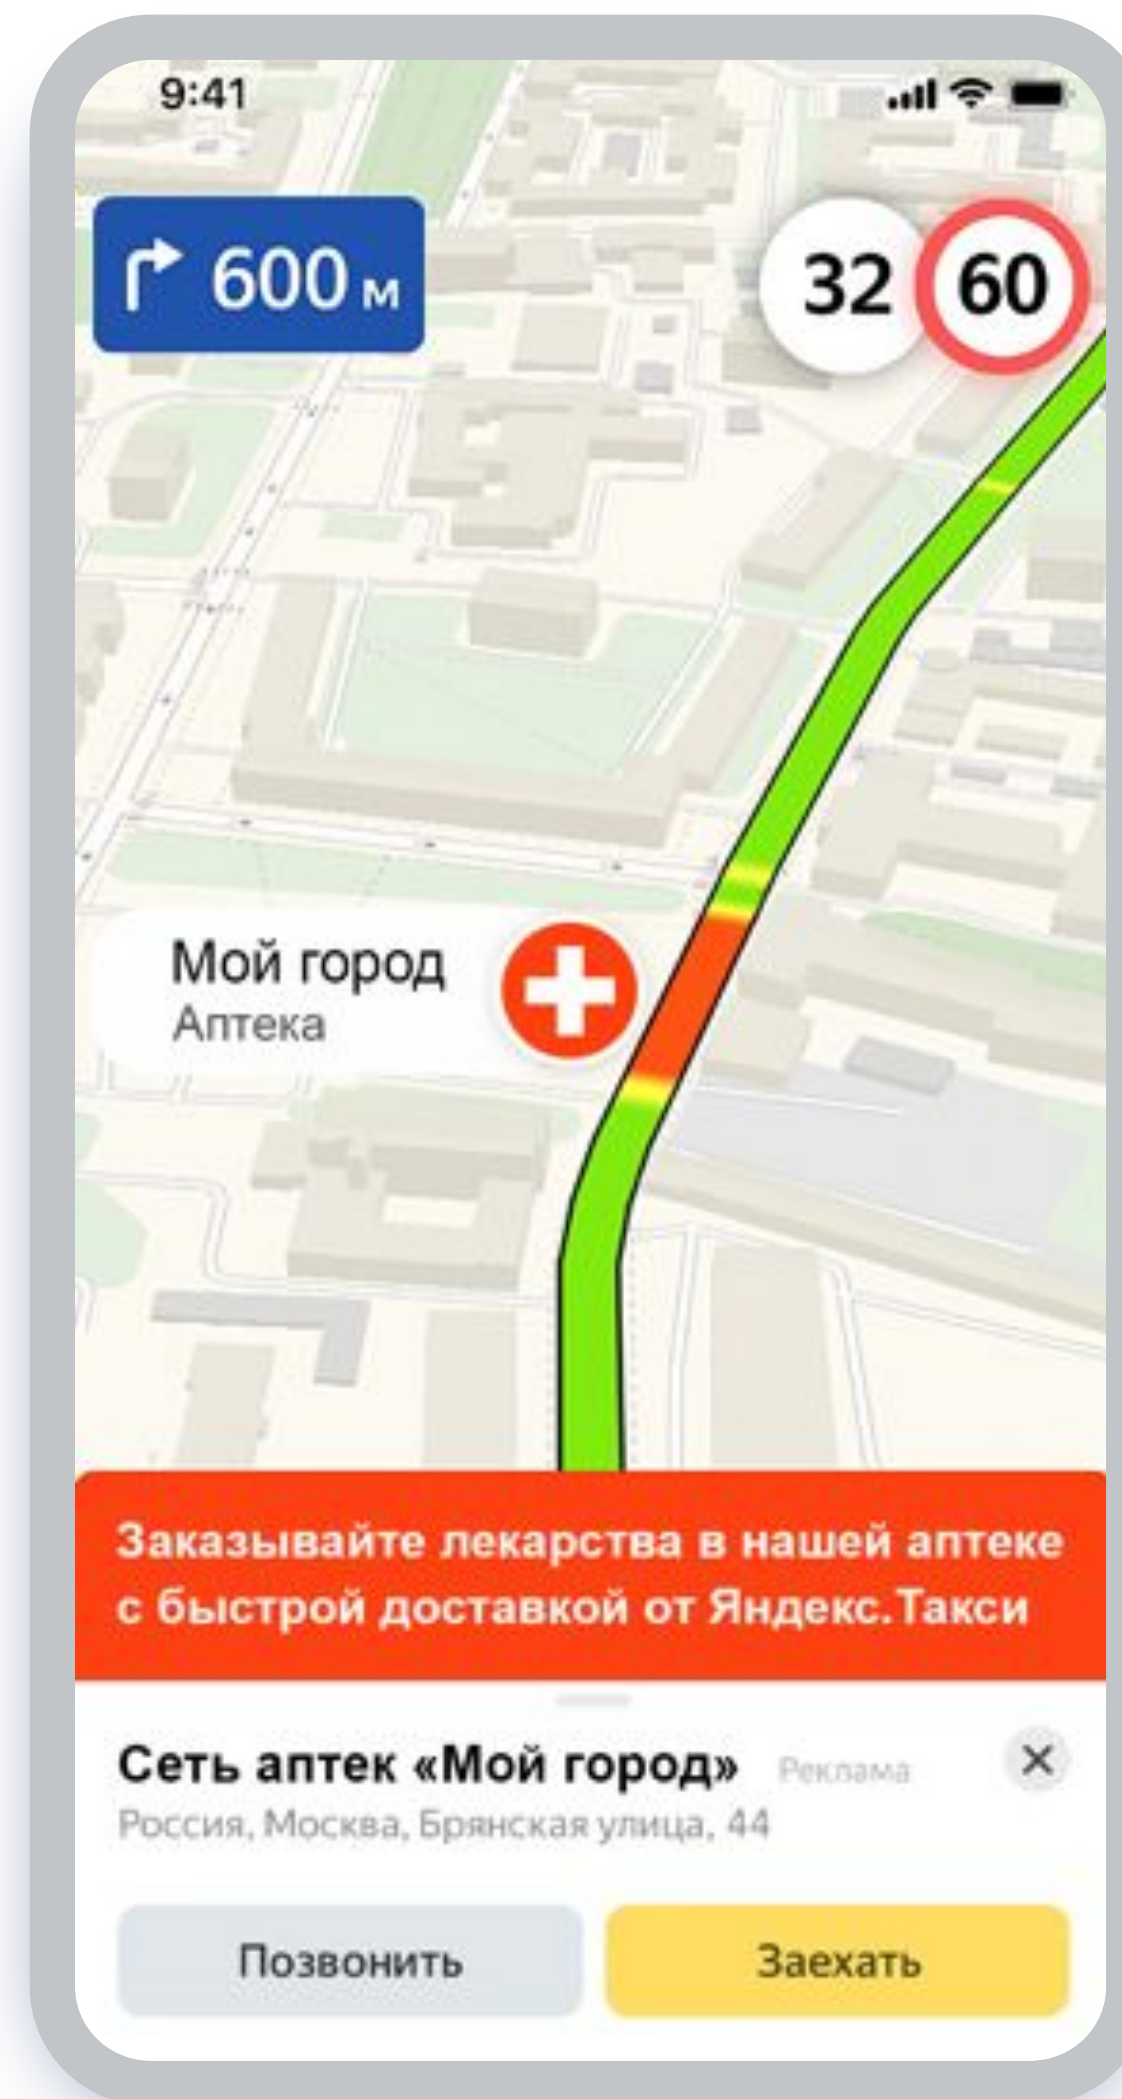 9:41
600 м
32
60
Мой город
Аптека
Заказывайте лекарства в нашей аптеке
с быстрой доставкой от Яндекс.Такси
Сеть аптек «Мой город» Реклама
Россия, Москва, Брянская улица, 44
Позвонить
Заехать